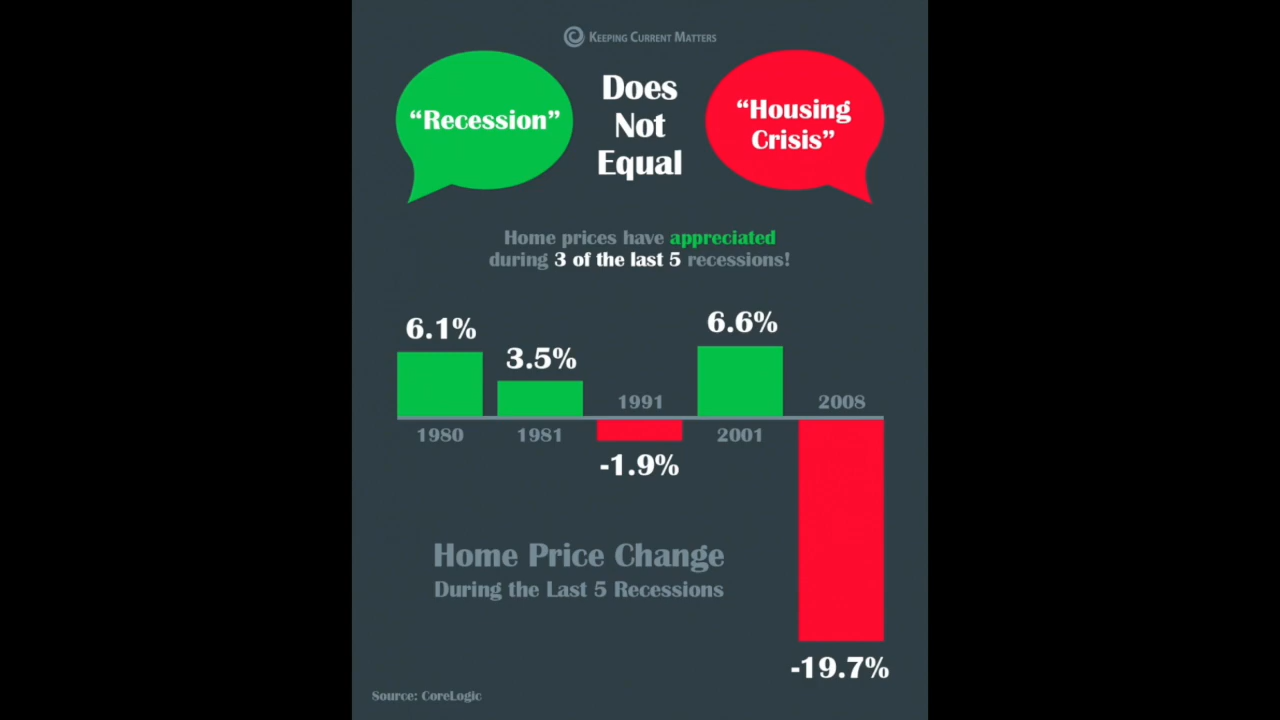 KEEPING CURRENT MATTERS
“Recession”
Does
Not
Equal
“Housing
Crisis”
Home prices have appreciated
during 3 of the last 5 recessions!
6.1%
3.5%
6.6%
1991
2008
1980
1981
2001
-1.9%
Home Price Change
During the Last 5 Recessions
-19.7%
Source: CoreLogic